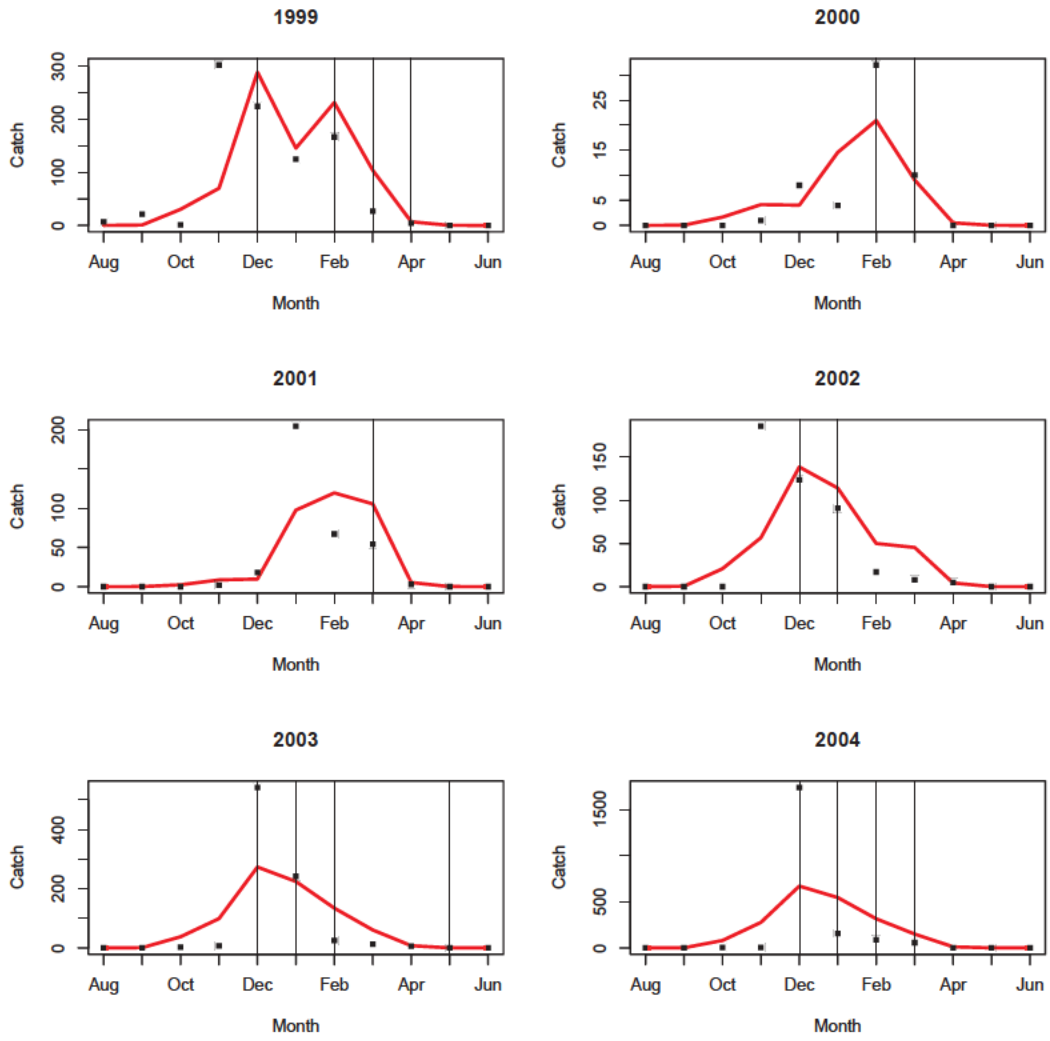 1999
Catch
300
200
100
0
Aug Oct Dec Feb Apr Jun
Month
2000
Catch
25
15
5
0
Aug Oct Dec Feb Apr Jun
Month
2001
Catch
200
100
50
0
Aug Oct Dec Feb Apr Jun
Month
2002
Catch
150
100
50
0
Aug Oct Dec Feb Apr Jun
Month
2003
Catch
400
200
0
Aug Oct Dec Feb Apr Jun
Month
2004
Catch
1500
500
0
Aug Oct Dec Feb Apr Jun
Month